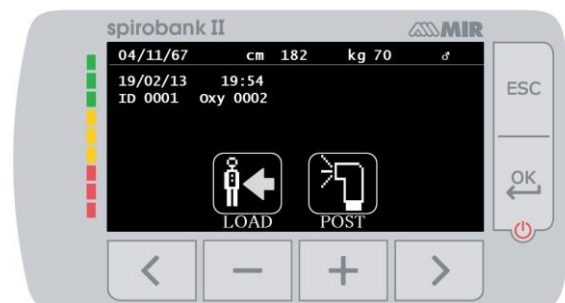 spirobank II MIR
04/11/67 cm 182 kg 70 ♂
19/02/13 19:54
ID 0001 Oxy 0002
LOAD POST
ESC
OK